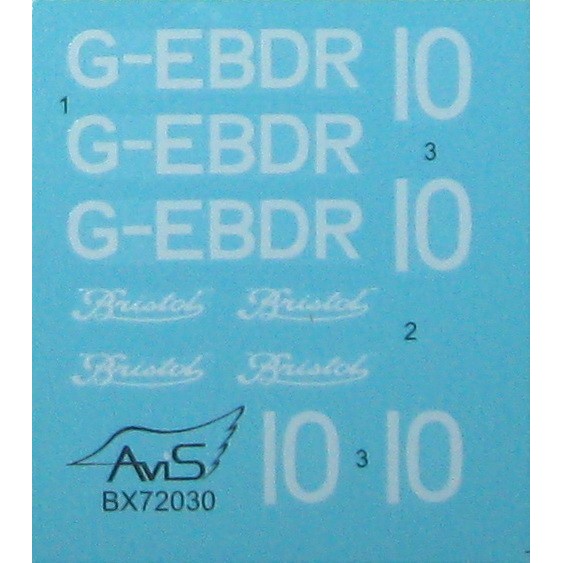 G-EBDR 10
1
G-EBDR 3
G-EBDR 10
Bristol Bristol
2
Bristol Bristol
AviS 10 3 10
BX72030